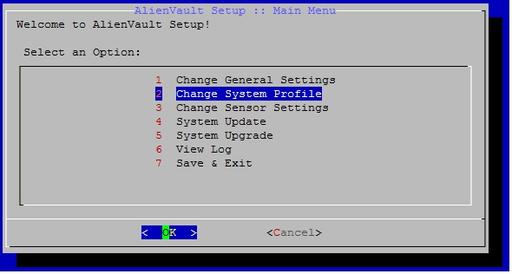 AlienVault Setup :: Main Menu
Welcome to AlienVault Setup!
Select an Option:
1 Change General Settings
2 Change System Profile
3 Change Sensor Settings
4 System Update
5 System Upgrade
6 View Log
7 Save & Exit
< OK > <Cancel>